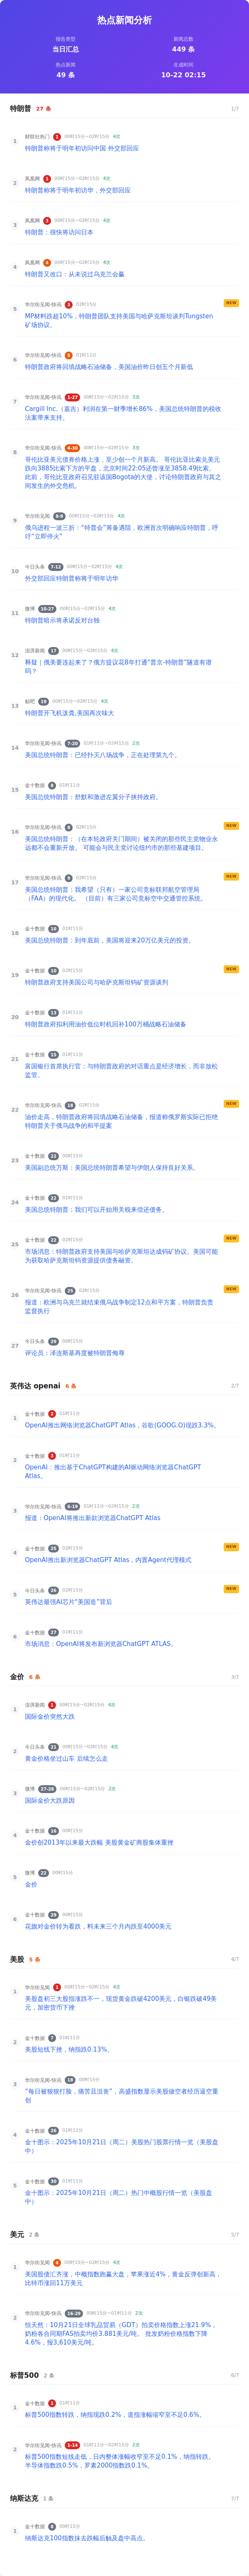 热点新闻分析
报告类型
新闻总数
当日汇总
449 条
热点新闻
生成时间
49 条
10-22 02:15
特朗普 27 条 1/7
1 财联社热门 1 00时15分~02时15分 4次
特朗普称将于明年初访问中国 外交部回应
2 凤凰网 1 00时15分~02时15分 4次
特朗普称将于明年初访华，外交部回应
3 凤凰网 3 00时15分~02时15分 4次
特朗普：很快将访问日本
4 凤凰网 4 00时15分~02时15分 4次
特朗普又改口：从未说过乌克兰会赢
5 华尔街见闻-快讯 3 02时15分 NEW
MP材料跌超10%，特朗普团队支持美国与哈萨克斯坦谈判Tungsten
矿场协议。
6 华尔街见闻-快讯 5 01时11分
特朗普政府将回填战略石油储备，美国油价昨日创五个月新低
7 华尔街见闻-快讯 1-27 00时15分~02时15分 3次
Cargill Inc.（嘉吉）利润在第一财季增长86%，美国总统特朗普的税收
法案带来支持。
8 华尔街见闻-快讯 4-30 00时15分~02时15分 3次
哥伦比亚美元债券价格上涨，至少创一个月新高。 哥伦比亚比索兑美元
跌向3885比索下方的平盘，北京时间22:05还曾涨至3858.49比索。
此前，哥伦比亚政府召见驻该国Bogota的大使，讨论特朗普政府与其之
间发生的外交危机。
9 华尔街见闻 8-9 00时15分~02时15分 4次
俄乌进程一波三折：“特普会”筹备遇阻，欧洲首次明确响应特朗普，呼
吁“立即停火”
10 今日头条 7-12 00时15分~02时15分 4次
外交部回应特朗普称将于明年访华
11 微博 10-27 00时15分~02时15分 4次
特朗普暗示将承诺反对台独
12 澎湃新闻 17 00时15分~02时15分 4次
释疑｜俄美要连起来了？俄方提议花8年打通“普京-特朗普”隧道有谱
吗？
13 贴吧 18 00时15分~02时15分 4次
特朗普开飞机泼粪,美国再次味大
14 华尔街见闻-快讯 7-20 01时11分~02时15分 2次
美国总统特朗普：已经扑灭八场战争，正在处理第九个。
15 金十数据 8 01时11分
美国总统特朗普：舒默和激进左翼分子挟持政府。
16 华尔街见闻-快讯 8 02时15分 NEW
美国总统特朗普：（在本轮政府关门期间）被关闭的那些民主党物业永
远都不会重新开放。 可能会与民主党讨论纽约市的那些基建项目。
17 华尔街见闻-快讯 9 02时15分 NEW
美国总统特朗普：我希望（只有）一家公司竞标联邦航空管理局
（FAA）的现代化。 （目前）有三家公司竞标空中交通管控系统。
18 金十数据 10 01时11分
美国总统特朗普：到年底前，美国将迎来20万亿美元的投资。
19 金十数据 10 02时15分 NEW
特朗普政府支持美国公司与哈萨克斯坦钨矿资源谈判
20 金十数据 13 01时11分
特朗普政府拟利用油价低位时机回补100万桶战略石油储备
21 金十数据 15 01时11分
富国银行首席执行官：与特朗普政府的对话重点是经济增长，而非放松
监管。
22 华尔街见闻-快讯 18 02时15分 NEW
油价走高，特朗普政府将回填战略石油储备，报道称俄罗斯实际已拒绝
特朗普关于俄乌战争的和平提案
23 金十数据 21 00时15分
美国副总统万斯：美国总统特朗普希望与伊朗人保持良好关系。
24 金十数据 22 01时11分
美国总统特朗普：我们可以开始用关税来偿还债务。
25 金十数据 22 02时15分 NEW
市场消息：特朗普政府支持美国与哈萨克斯坦达成钨矿协议。美国可能
为获取哈萨克斯坦钨资源提供债务融资。
26 华尔街见闻-快讯 25 02时15分 NEW
报道：欧洲与乌克兰就结束俄乌战争制定12点和平方案，特朗普负责
监督执行
27 今日头条 28 00时15分
评论员：泽连斯基再度被特朗普侮辱
英伟达 openai 6 条 2/7
1 金十数据 2 01时11分
OpenAI推出网络浏览器ChatGPT Atlas，谷歌(GOOG.O)现跌3.3%。
2 金十数据 3 01时11分
OpenAI：推出基于ChatGPT构建的AI驱动网络浏览器ChatGPT
Atlas。
3 华尔街见闻-快讯 6-19 01时11分~02时15分 2次
报道：OpenAI将推出新款浏览器ChatGPT Atlas
4 金十数据 25 02时15分 NEW
OpenAI推出新浏览器ChatGPT Atlas，内置Agent代理模式
5 今日头条 26 02时15分 NEW
英伟达最强AI芯片“美国造”背后
6 金十数据 27 01时11分
市场消息：OpenAI将发布新浏览器ChatGPT ATLAS。
金价 6 条 3/7
1 澎湃新闻 1 00时15分~02时15分 4次
国际金价突然大跌
2 今日头条 21 00时15分~02时15分 4次
黄金价格坐过山车 后续怎么走
3 微博 27-28 00时15分~02时15分 2次
国际金价大跌原因
4 金十数据 16 00时15分
金价创2013年以来最大跌幅 美股黄金矿商股集体重挫
5 微博 22 00时15分
金价
6 金十数据 29 00时15分
花旗对金价转为看跌，料未来三个月内跌至4000美元
美股 5 条 4/7
1 华尔街见闻 1 00时15分~02时15分 4次
美股盘初三大股指涨跌不一，现货黄金跌破4200美元，白银跌破49美
元，加密货币下挫
2 金十数据 7 01时11分
美股短线下挫，纳指跌0.13%。
3 华尔街见闻-快讯 19 00时15分
“每日被狠狠打脸，痛苦且沮丧”，高盛指数显示美股做空者经历逼空重
创
4 金十数据 26 01时11分
金十图示：2025年10月21日（周二）美股热门股票行情一览（美股盘
中）
5 金十数据 30 01时11分
金十图示：2025年10月21日（周二）热门中概股行情一览（美股盘
中）
美元 2 条 5/7
1 华尔街见闻 4 00时15分~02时15分 4次
美国股债汇齐涨，中概指数跑赢大盘，苹果涨近4%，黄金反弹创新高，
比特币涨回11万美元
2 华尔街见闻-快讯 16-29 00时15分~01时11分 2次
恒天然：10月21日全球乳品贸易（GDT）拍卖价格指数上涨21.9%，
奶粉各合同期FAS拍卖均价3.881美元/吨。 批发奶粉价格指数下降
4.6%，报3,610美元/吨。
标普500 2 条 6/7
1 金十数据 1 01时11分
标普500指数转跌，纳指现跌0.2%，道指涨幅缩窄至不足0.6%。
2 华尔街见闻-快讯 1-14 01时11分~02时15分 2次
标普500指数短线走低，日内整体涨幅收窄至不足0.1%，纳指转跌。
半导体指数跌0.5%，罗素2000指数跌0.1%。
纳斯达克 1 条 7/7
1 金十数据 8 00时15分
纳斯达克100指数抹去跌幅后触及盘中高点。